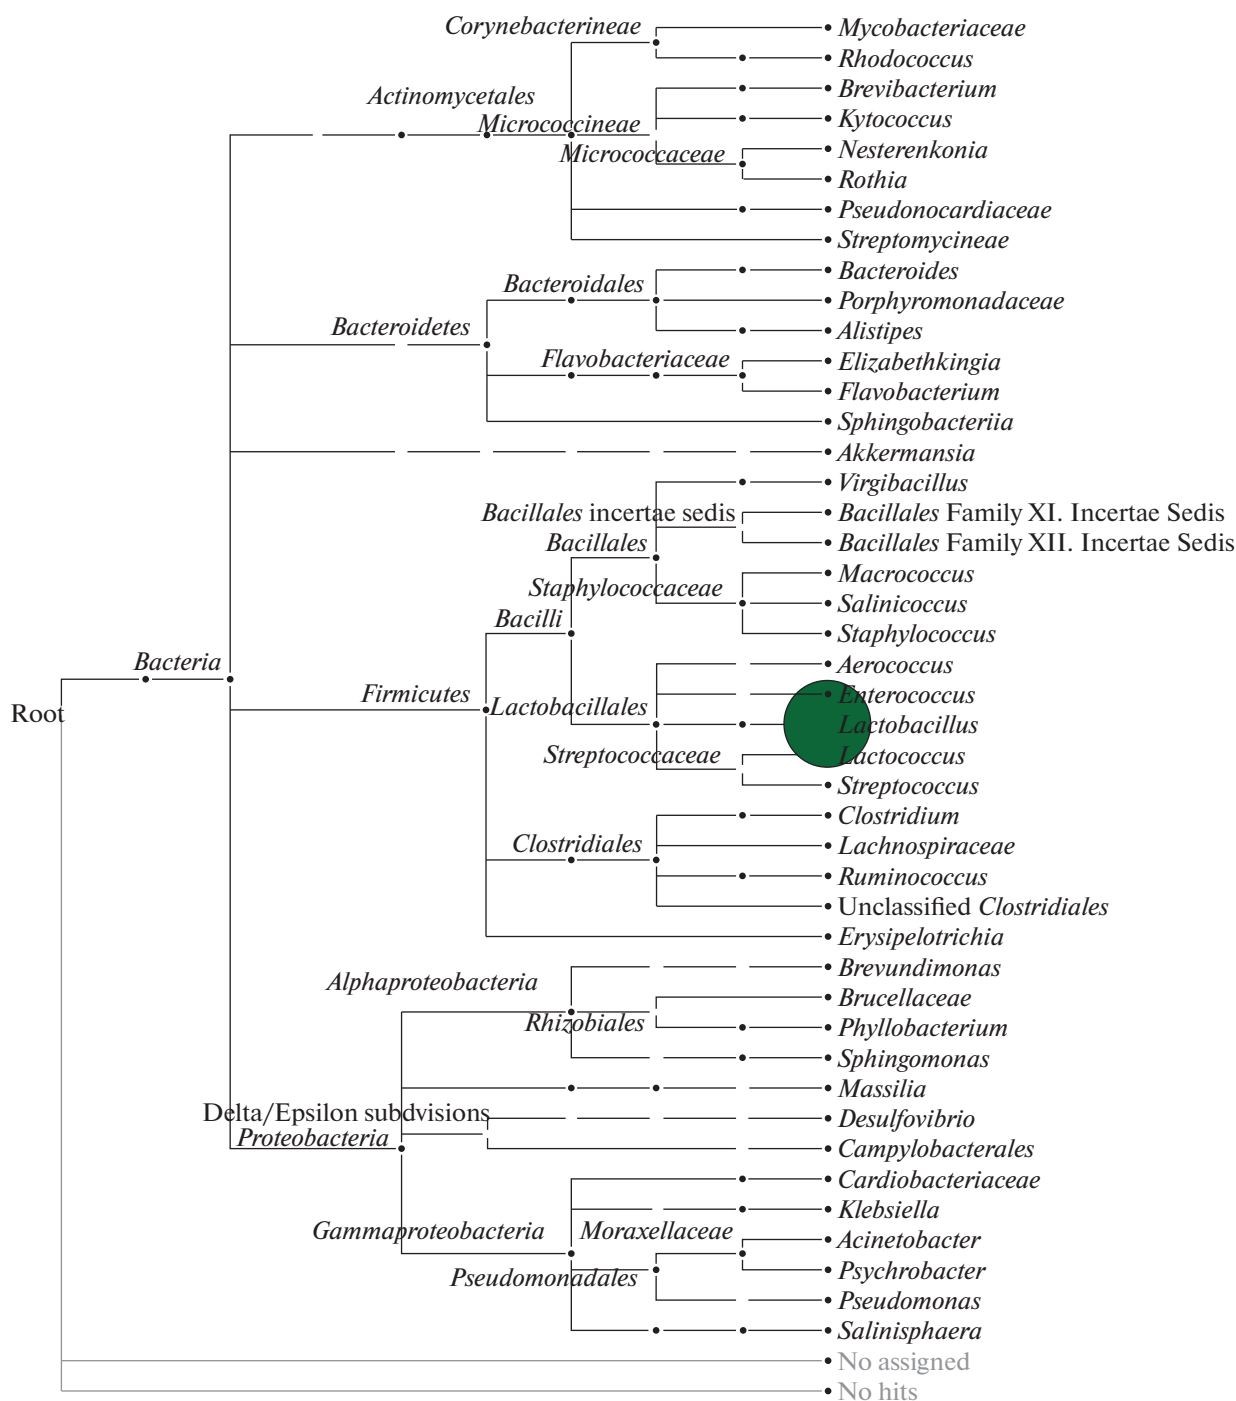 Corynebacterineae
Mycobacteriaceae
Rhodococcus
Actinomycetales
Brevibacterium
Micrococcineae
Kytococcus
Micrococcaceae
Nesterenkonia
Rothia
Pseudonocardiaceae
Streptomycineae
Bacteroides
Bacteroidales
Porphyromonadaceae
Bacteroidetes
Alistipes
Flavobacteriaceae
Elizabethkingia
Flavobacterium
Sphingobacteriia
Akkermansia
Virgibacillus
Bacillales incertae sedis
Bacillales Family XI. Incertae Sedis
Bacillales
Bacillales Family XII. Incertae Sedis
Macrococcus
Staphylococcaceae
Salinicoccus
Bacilli
Staphylococcus
Bacteria
Aerococcus
Firmicutes
Enterococcus
Root
Lactobacillales
Lactobacillus
Streptococcaceae
Lactococcus
Streptococcus
Clostridium
Clostridiales
Lachnospiraceae
Ruminococcus
Unclassified Clostridiales
Erysipelotrichia
Brevundimonas
Alphaproteobacteria
Brucellaceae
Rhizobiales
Phyllobacterium
Sphingomonas
Massilia
Delta/Epsilon subdvisions
Desulfovibrio
Proteobacteria
Campylobacterales
Cardiobacteriaceae
Klebsiella
Gammaproteobacteria
Moraxellaceae
Acinetobacter
Pseudomonadales
Psychrobacter
Pseudomonas
Salinisphaera
No assigned
No hits